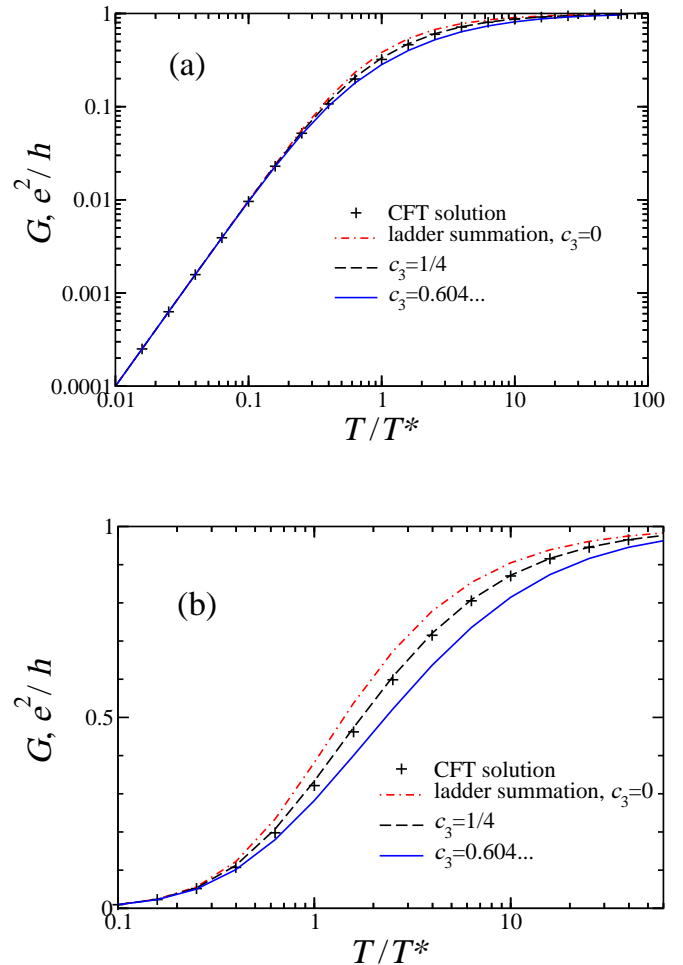 1
(a)
0.1
G, e²/ h
0.01
CFT solution
ladder summation, c₃=0
c₃=1/4
0.001
c₃=0.604...
0.0001
0.01 0.1 1 10 100
T / T*
1
(b)
G, e²/ h
0.5
CFT solution
ladder summation, c₃=0
c₃=1/4
c₃=0.604...
0
0.1 1 10
T / T*